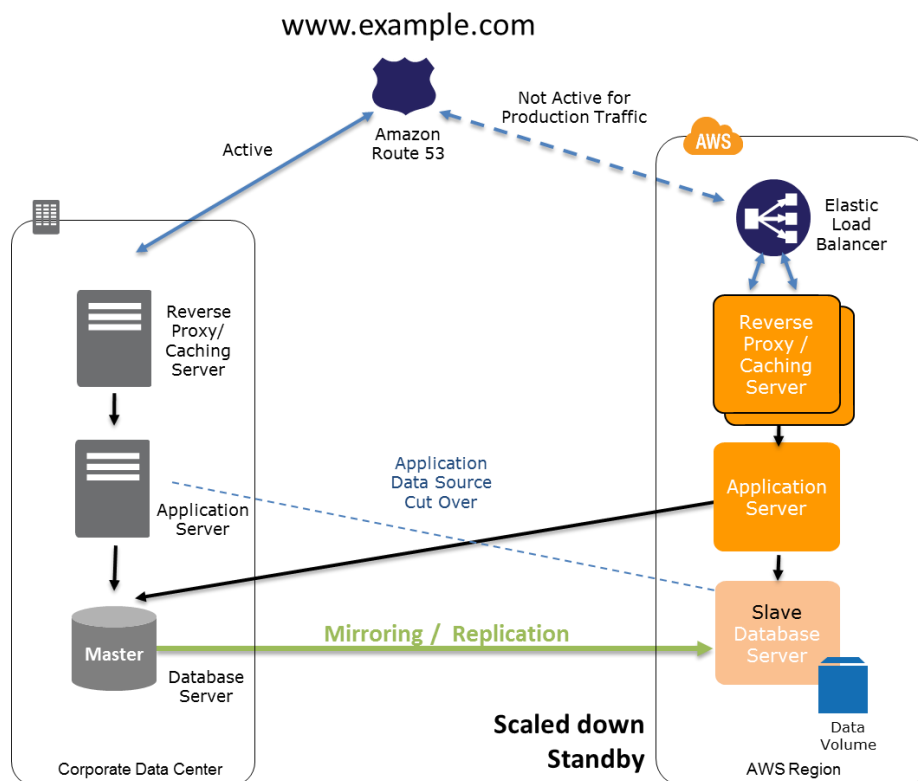 www.example.com
Amazon
Route 53
Active
Not Active for
Production Traffic
AWS
Elastic
Load
Balancer
Reverse
Proxy/
Caching
Server
Reverse
Proxy /
Caching
Server
Application
Data Source
Cut Over
Application
Server
Application
Server
Master
Database
Server
Mirroring / Replication
Slave
Database
Server
Data
Volume
Scaled down
Standby
Corporate Data Center
AWS Region